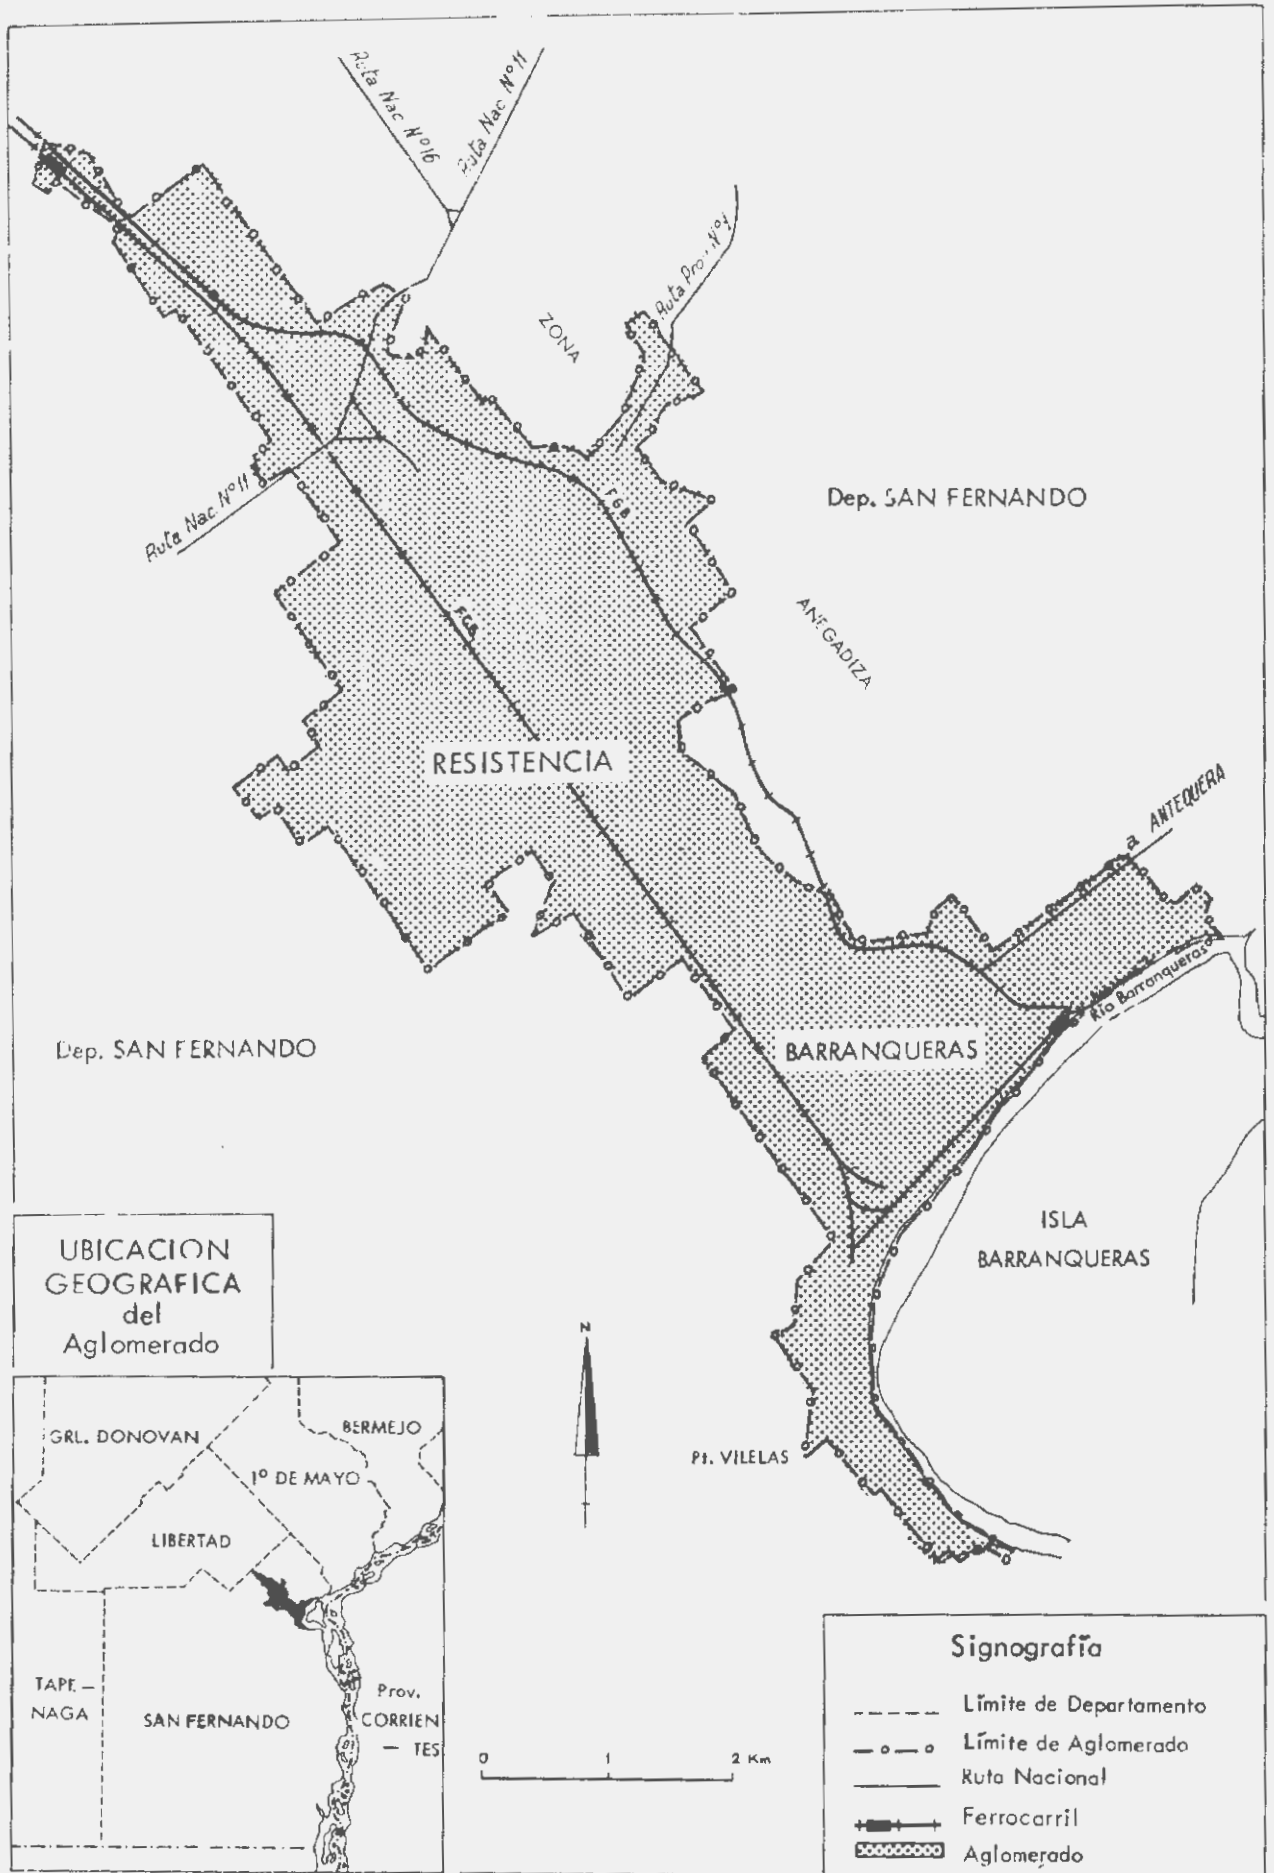 Ruta Nac Nº16
Ruta Nac Nº11
Ruta Pro. Nº1
ZONA
Dep. SAN FERNANDO
FGB
Ruta Nac. Nº11
ANEGADIZA
FGB
RESISTENCIA
a ANTEQUERA
Río Barranqueras
Dep. SAN FERNANDO
BARRANQUERAS
ISLA
BARRANQUERAS
UBICACION
GEOGRAFICA
del
Aglomerado
N
GRL. DONOVAN
BERMEJO
1º DE MAYO
LIBERTAD
Pt. VILELAS
TAPE –
NAGA
SAN FERNANDO
Prov.
CORRIEN
– TES
0 1 2 Km
Signografía
Límite de Departamento
Límite de Aglomerado
Ruta Nacional
Ferrocarril
Aglomerado